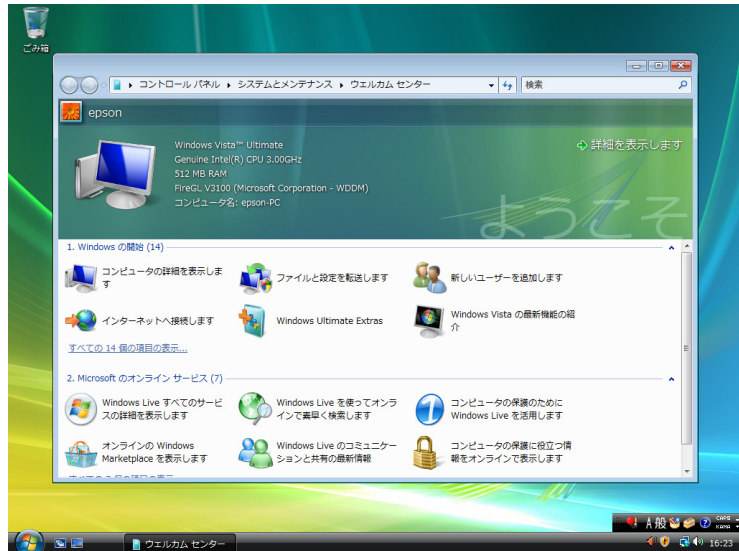 ごみ箱
コントロール パネル
システムとメンテナンス
ウエルカム センター
検索
epson
Windows Vista™ Ultimate
Genuine Intel(R) CPU 3.00GHz
512 MB RAM
FireGL V3100 (Microsoft Corporation - WDDM)
コンピュータ名: epson-PC
詳細を表示します
ようこそ
1. Windows の開始 (14)
コンピュータの詳細を表示しま
す
ファイルと設定を転送します
新しいユーザーを追加します
インターネットへ接続します
Windows Ultimate Extras
Windows Vista の最新機能の紹
介
すべての 14 個の項目の表示...
2. Microsoft のオンライン サービス (7)
Windows Live すべてのサービ
スの詳細を表示します
Windows Live を使ってオンラ
インで素早く検索します
コンピュータの保護のために
Windows Live を活用します
オンラインの Windows
Marketplace を表示します
Windows Live のコミュニケー
ションと共有の最新情報
コンピュータの保護に役立つ情
報をオンラインで表示します
A 般
CAPS
KANA
ウエルカム センター
16:23